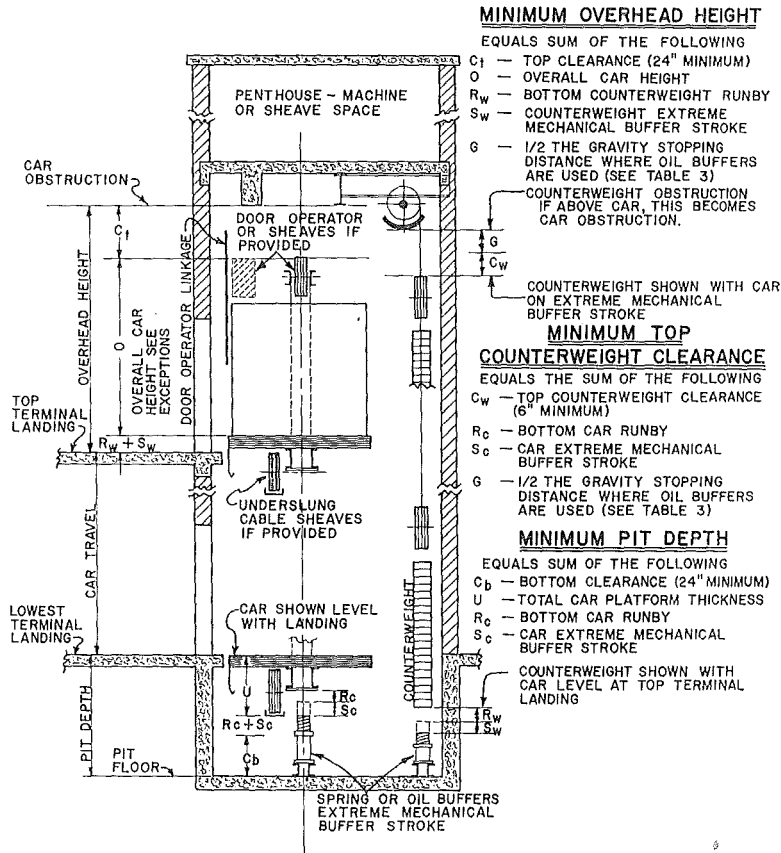 MINIMUM OVERHEAD HEIGHT
EQUALS SUM OF THE FOLLOWING
Ct — TOP CLEARANCE (24" MINIMUM)
O — OVERALL CAR HEIGHT
Rw — BOTTOM COUNTERWEIGHT RUNBY
Sw — COUNTERWEIGHT EXTREME
MECHANICAL BUFFER STROKE
G — 1/2 THE GRAVITY STOPPING
DISTANCE WHERE OIL BUFFERS
ARE USED (SEE TABLE 3)
COUNTERWEIGHT OBSTRUCTION
IF ABOVE CAR, THIS BECOMES
CAR OBSTRUCTION.
G
Cw
COUNTERWEIGHT SHOWN WITH CAR
ON EXTREME MECHANICAL
BUFFER STROKE
MINIMUM TOP
COUNTERWEIGHT CLEARANCE
EQUALS THE SUM OF THE FOLLOWING
Cw — TOP COUNTERWEIGHT CLEARANCE
(6" MINIMUM)
Rc — BOTTOM CAR RUNBY
Sc — CAR EXTREME MECHANICAL
BUFFER STROKE
G — 1/2 THE GRAVITY STOPPING
DISTANCE WHERE OIL BUFFERS
ARE USED (SEE TABLE 3)
MINIMUM PIT DEPTH
EQUALS SUM OF THE FOLLOWING
Cb — BOTTOM CLEARANCE (24" MINIMUM)
U — TOTAL CAR PLATFORM THICKNESS
Rc — BOTTOM CAR RUNBY
Sc — CAR EXTREME MECHANICAL
BUFFER STROKE
COUNTERWEIGHT SHOWN WITH
CAR LEVEL AT TOP TERMINAL
LANDING
PENTHOUSE - MACHINE
OR SHEAVE SPACE
CAR
OBSTRUCTION
DOOR OPERATOR
OR SHEAVES IF
PROVIDED
Ct
OVERHEAD HEIGHT
O
OVERALL CAR
HEIGHT SEE
EXCEPTIONS
DOOR OPERATOR LINKAGE
TOP
TERMINAL
LANDING
Rw + Sw
UNDERSLUNG
CABLE SHEAVES
IF PROVIDED
CAR TRAVEL
LOWEST
TERMINAL
LANDING
CAR SHOWN LEVEL
WITH LANDING
COUNTERWEIGHT
U
Rc
Sc
Rc + Sc
Cb
Rw
Sw
PIT DEPTH
PIT
FLOOR
SPRING OR OIL BUFFERS
EXTREME MECHANICAL
BUFFER STROKE